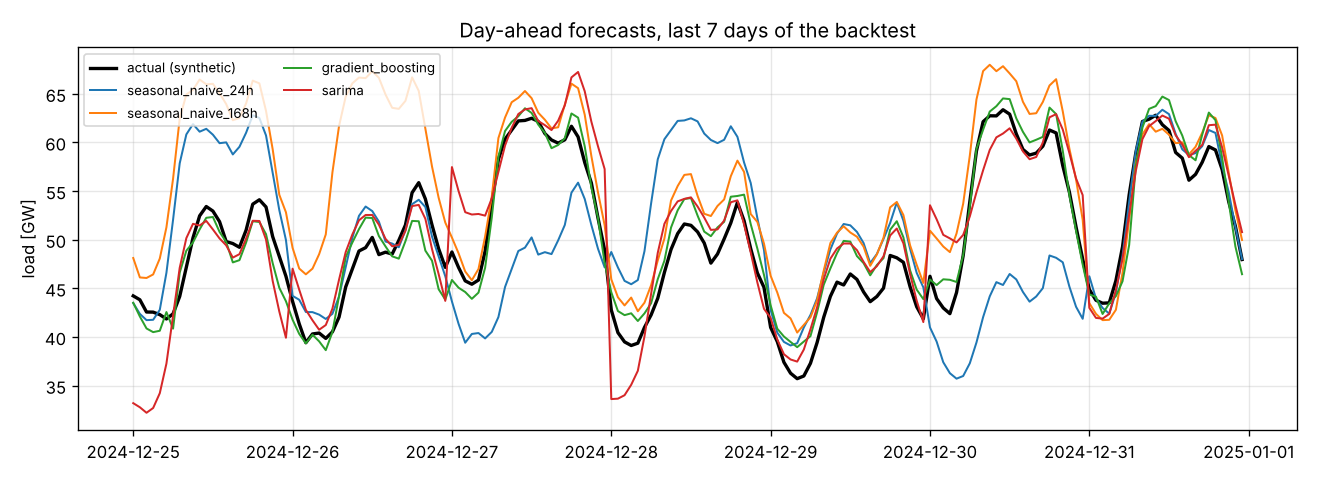 Day-ahead forecasts, last 7 days of the backtest
actual (synthetic)
seasonal_naive_24h
seasonal_naive_168h
gradient_boosting
sarima
load [GW]
65
60
55
50
45
40
35
2024-12-25
2024-12-26
2024-12-27
2024-12-28
2024-12-29
2024-12-30
2024-12-31
2025-01-01